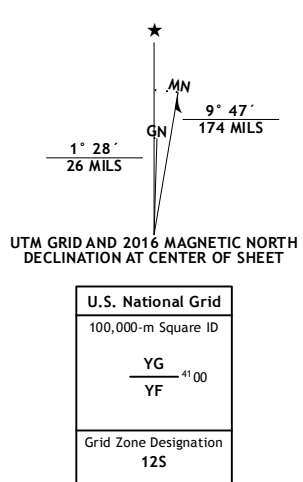 ★
MN
GN
9° 47´
174 MILS
1° 28´
26 MILS
UTM GRID AND 2016 MAGNETIC NORTH
DECLINATION AT CENTER OF SHEET
U.S. National Grid
100,000-m Square ID
YG
4100
YF
Grid Zone Designation
12S